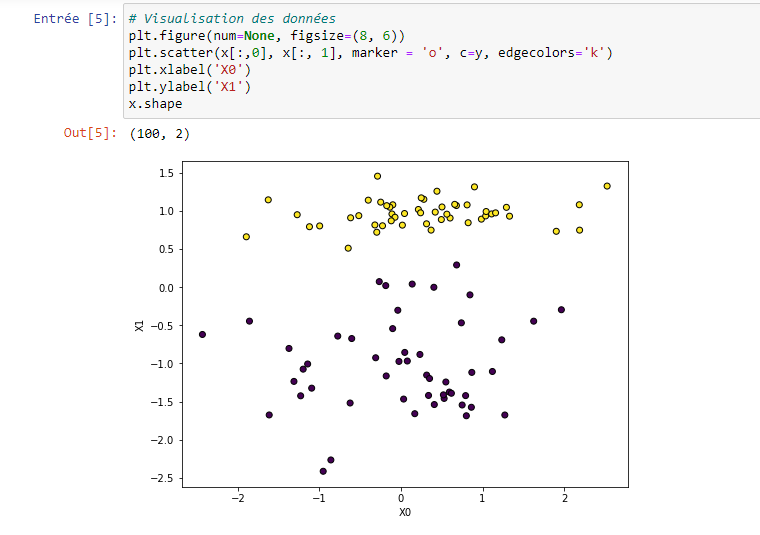 Entrée [5]: # Visualisation des données
plt.figure(num=None, figsize=(8, 6))
plt.scatter(x[:,0], x[:, 1], marker = 'o', c=y, edgecolors='k')
plt.xlabel('X0')
plt.ylabel('X1')
x.shape
Out[5]: (100, 2)
1.5
1.0
0.5
0.0
−0.5
−1.0
−1.5
−2.0
−2.5
X1
−2 −1 0 1 2
X0